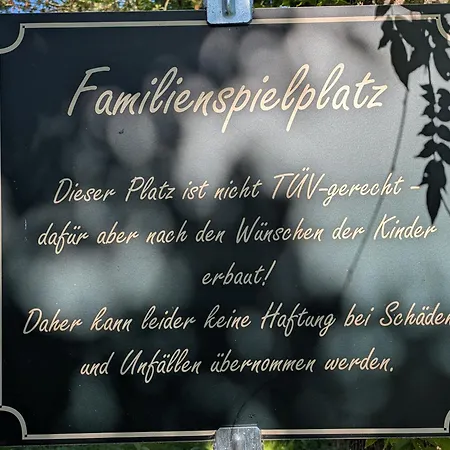 Familienspielplatz
Dieser Platz ist nicht TÜV-gerecht -
dafür aber nach den Wünschen der Kinder
erbaut!
Daher kann leider keine Haftung bei Schäden
und Unfällen übernommen werden.